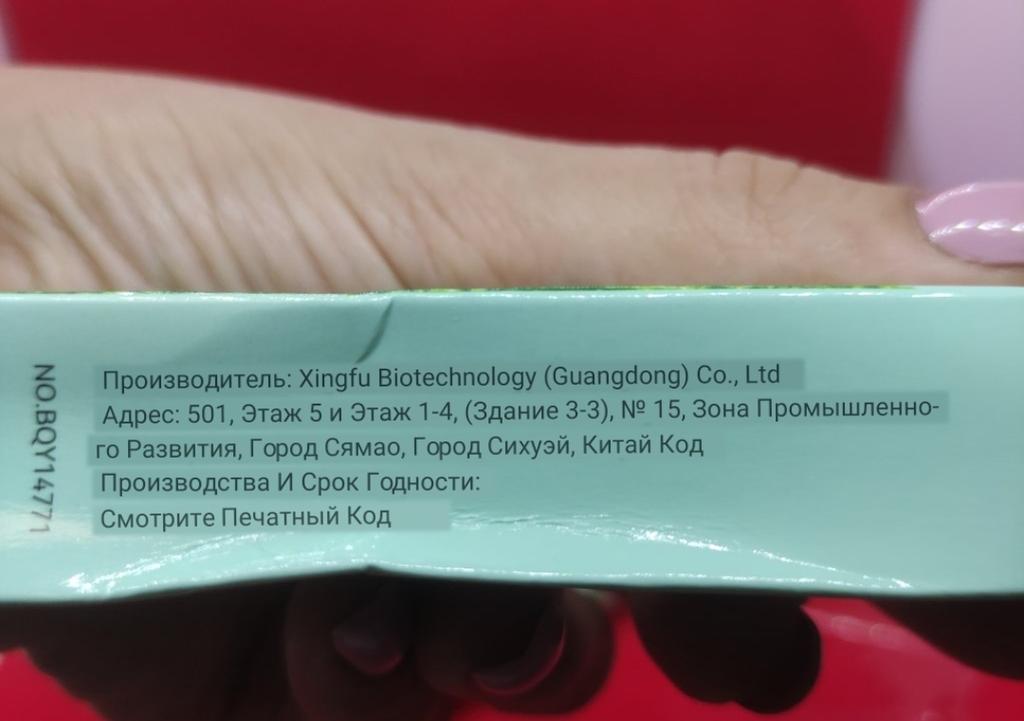 Производитель: Xingfu Biotechnology (Guangdong) Co., Ltd
Адрес: 501, Этаж 5 и Этаж 1-4, (Здание 3-3), № 15, Зона Промышленно-
го Развития, Город Сямао, Город Сихуэй, Китай Код
Производства И Срок Годности:
Смотрите Печатный Код
NO.BQY14771